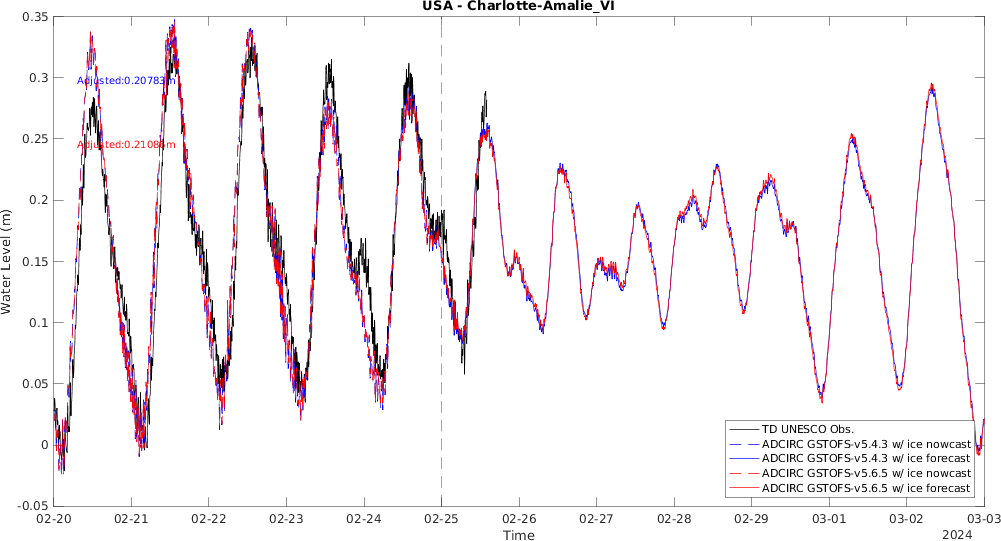 USA - Charlotte-Amalie_VI
0.35
0.3
0.25
0.2
0.15
0.1
0.05
0
-0.05
Water Level (m)
Adjusted:0.20783m
Adjusted:0.21086m
TD UNESCO Obs.
ADCIRC GSTOFS-v5.4.3 w/ ice nowcast
ADCIRC GSTOFS-v5.4.3 w/ ice forecast
ADCIRC GSTOFS-v5.6.5 w/ ice nowcast
ADCIRC GSTOFS-v5.6.5 w/ ice forecast
02-20 02-21 02-22 02-23 02-24 02-25 02-26 02-27 02-28 02-29 03-01 03-02 03-03
Time
2024